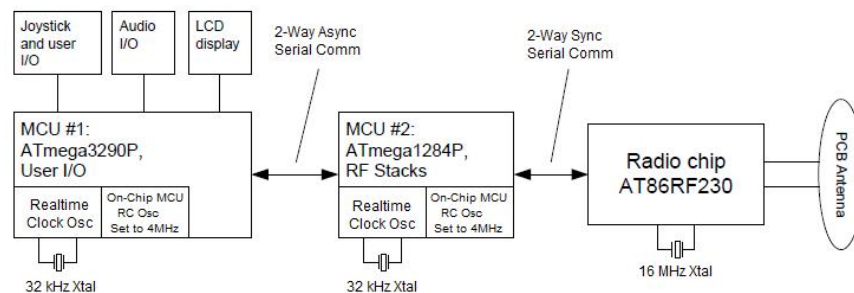 Joystick
and user
I/O
Audio
I/O
LCD
display
2-Way Async
Serial Comm
2-Way Sync
Serial Comm
MCU #1:
ATmega3290P,
User I/O
Realtime
Clock Osc
On-Chip MCU
RC Osc
Set to 4MHz
32 kHz Xtal
MCU #2:
ATmega1284P,
RF Stacks
Realtime
Clock Osc
On-Chip MCU
RC Osc
Set to 4MHz
32 kHz Xtal
Radio chip
AT86RF230
16 MHz Xtal
PCB Antenna